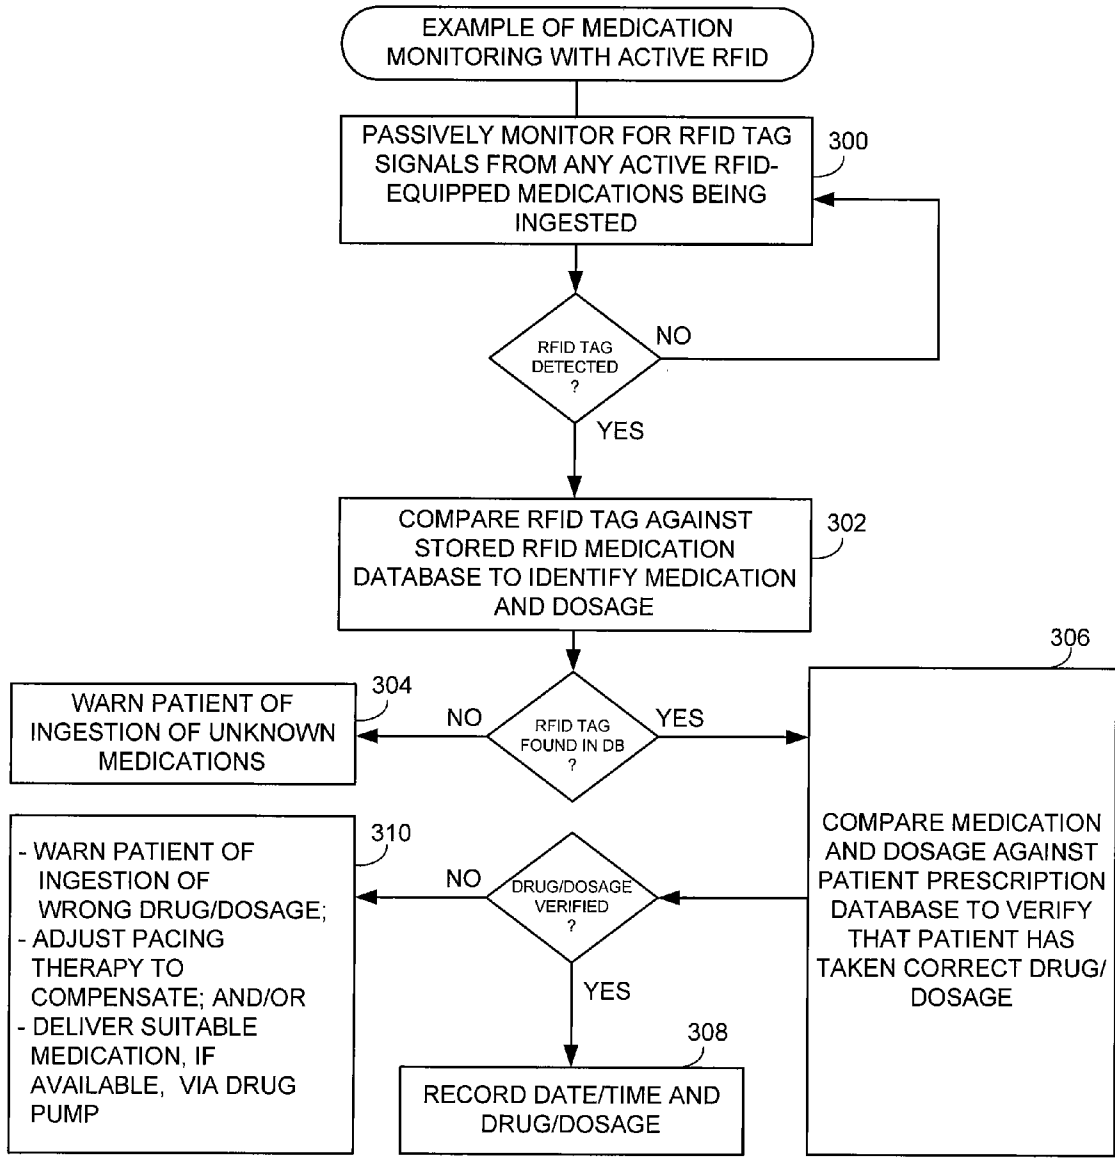 EXAMPLE OF MEDICATION
MONITORING WITH ACTIVE RFID
PASSIVELY MONITOR FOR RFID TAG
SIGNALS FROM ANY ACTIVE RFID-
EQUIPPED MEDICATIONS BEING
INGESTED
300
RFID TAG
DETECTED
?
NO
YES
COMPARE RFID TAG AGAINST
STORED RFID MEDICATION
DATABASE TO IDENTIFY MEDICATION
AND DOSAGE
302
RFID TAG
FOUND IN DB
?
NO
YES
304
WARN PATIENT OF
INGESTION OF UNKNOWN
MEDICATIONS
306
COMPARE MEDICATION
AND DOSAGE AGAINST
PATIENT PRESCRIPTION
DATABASE TO VERIFY
THAT PATIENT HAS
TAKEN CORRECT DRUG/
DOSAGE
DRUG/DOSAGE
VERIFIED
?
NO
YES
310
- WARN PATIENT OF
INGESTION OF
WRONG DRUG/DOSAGE;
- ADJUST PACING
THERAPY TO
COMPENSATE; AND/OR
- DELIVER SUITABLE
MEDICATION, IF
AVAILABLE, VIA DRUG
PUMP
308
RECORD DATE/TIME AND
DRUG/DOSAGE